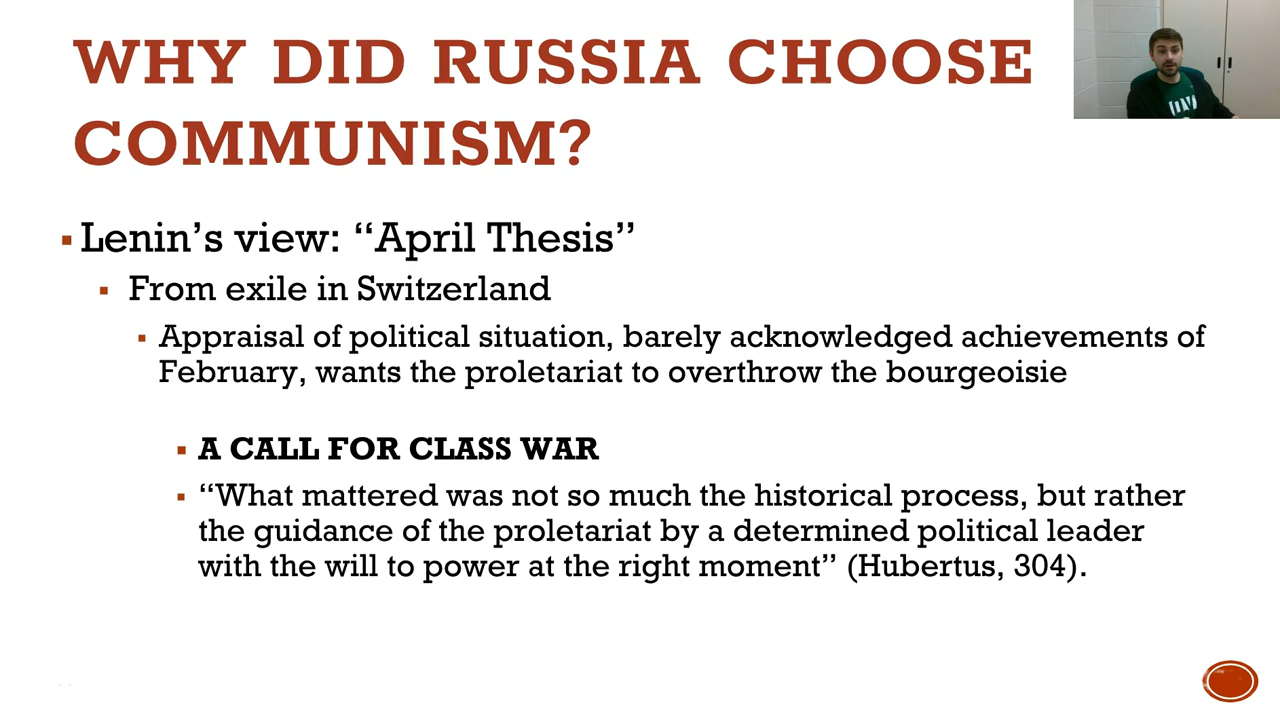 WHY DID RUSSIA CHOOSE
COMMUNISM?
▪ Lenin’s view: “April Thesis”
▪ From exile in Switzerland
▪ Appraisal of political situation, barely acknowledged achievements of
February, wants the proletariat to overthrow the bourgeoisie
▪ A CALL FOR CLASS WAR
▪ “What mattered was not so much the historical process, but rather
the guidance of the proletariat by a determined political leader
with the will to power at the right moment” (Hubertus, 304).